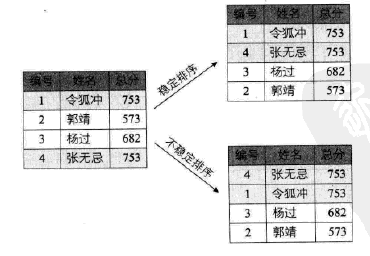 编号 姓名 总分
1 令狐冲 753
2 郭靖 573
3 杨过 682
4 张无忌 753
稳定排序
编号 姓名 总分
1 令狐冲 753
4 张无忌 753
3 杨过 682
2 郭靖 573
不稳定排序
编号 姓名 总分
4 张无忌 753
1 令狐冲 753
3 杨过 682
2 郭靖 573